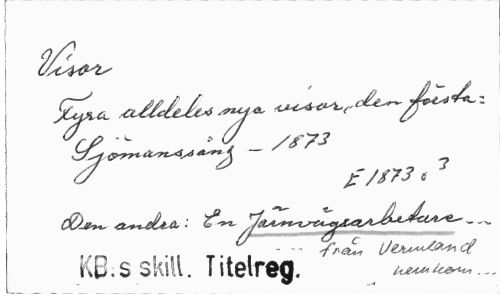 Visor
Fyra alldeles nya visor, den första:
Sjömanssång - 1873
E 1873 o 3
Den andra: En Järnvägsarbetare ...
... från Vermland
hemkom...
KB:s skill. Titelreg.